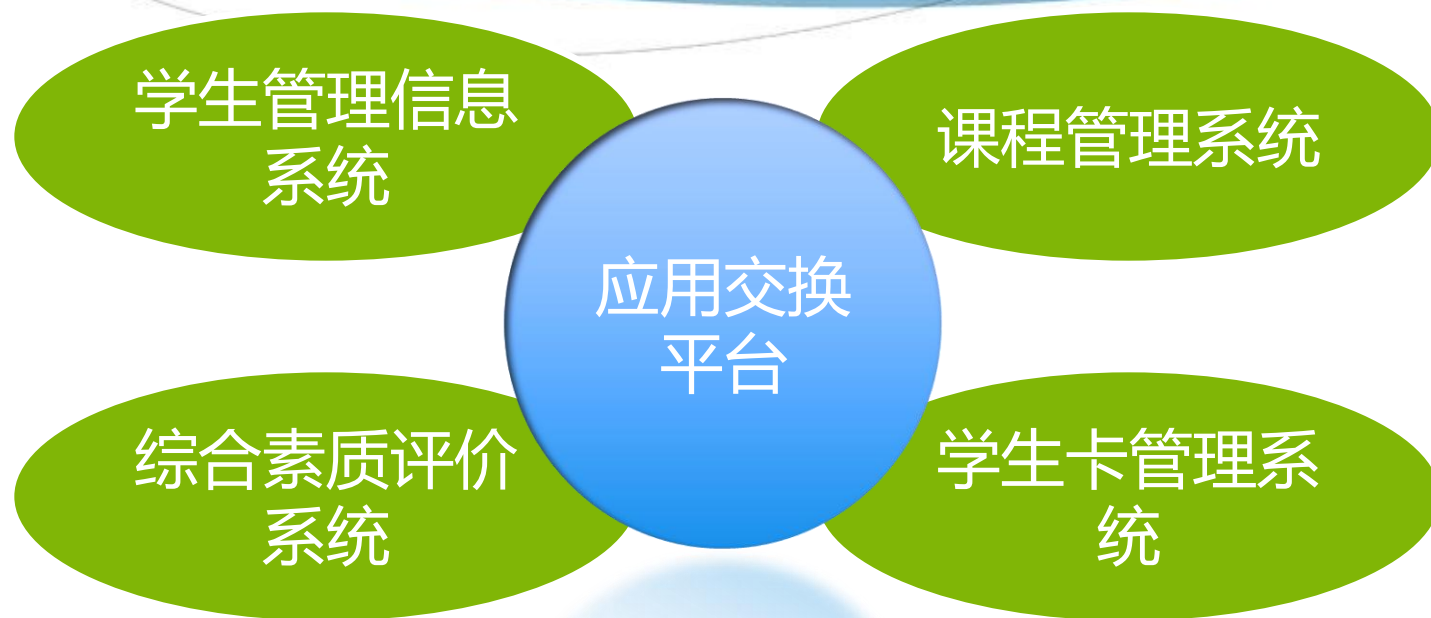 学生管理信息
系统
课程管理系统
应用交换
平台
综合素质评价
系统
学生卡管理系
统